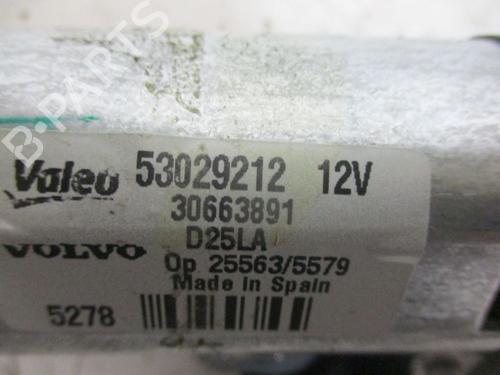 B-PARTS
Valeo 53029212 12V
30663891
VOLVO D25LA
Op 25563/5579
Made In Spain
5278